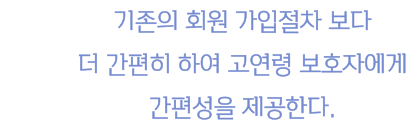 기존의 회원 가입절차 보다
더 간편히 하여 고연령 보호자에게
간편성을 제공한다.